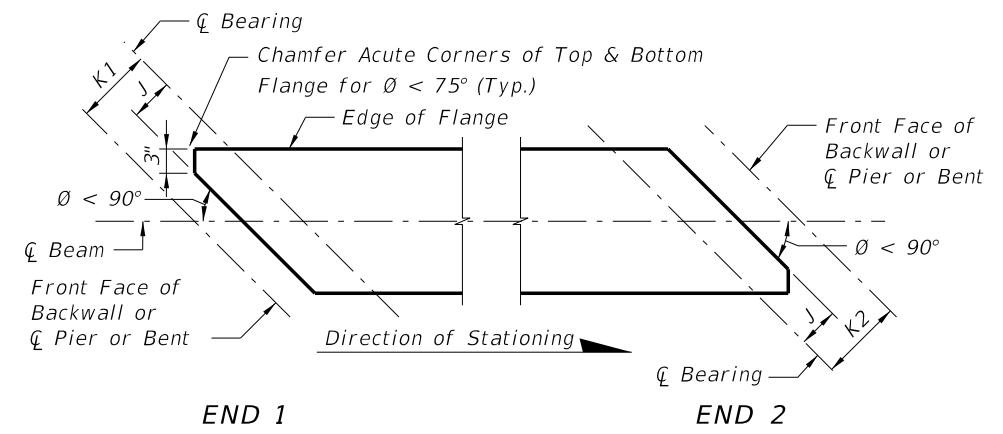 ℄ Bearing
Chamfer Acute Corners of Top & Bottom
Flange for Ø < 75° (Typ.)
K1
J
Edge of Flange
Front Face of
Backwall or
℄ Pier or Bent
3"
Ø < 90°
℄ Beam
Ø < 90°
Front Face of
Backwall or
℄ Pier or Bent
Direction of Stationing
J
K2
℄ Bearing
END 1
END 2